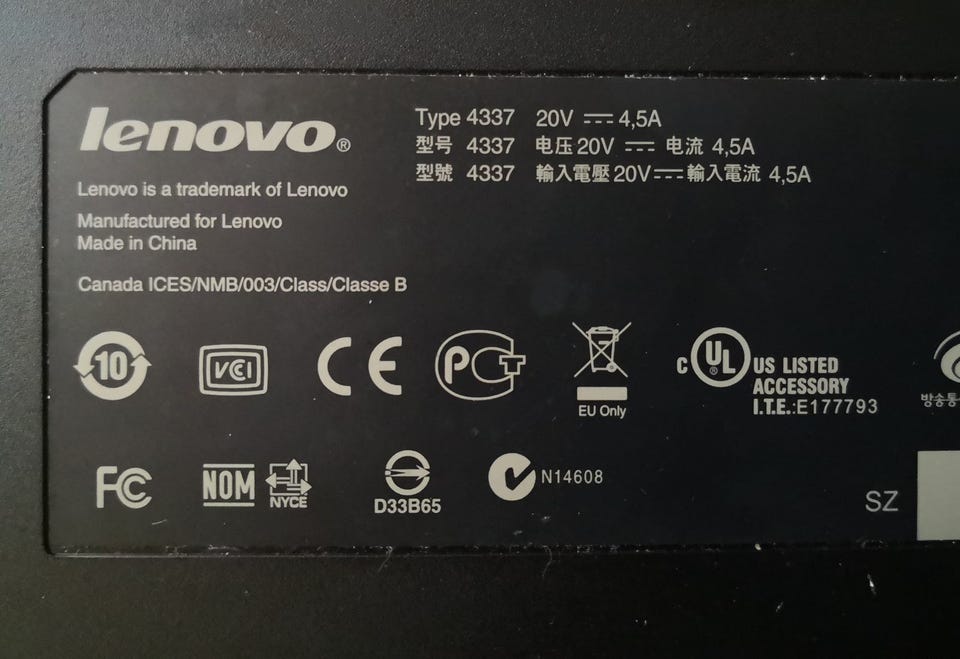 lenovo®
Type 4337 20V ⎓ 4,5A
型号 4337 电压 20V ⎓ 电流 4,5A
型號 4337 輸入電壓 20V ⎓ 輸入電流 4,5A
Lenovo is a trademark of Lenovo
Manufactured for Lenovo
Made in China
Canada ICES/NMB/003/Class/Classe B
10
VCI
CE
PCT
EU Only
c UL® US LISTED
ACCESSORY
I.T.E.:E177793
방송통
FC
NOM
NYCE
D33B65
N14608
SZ